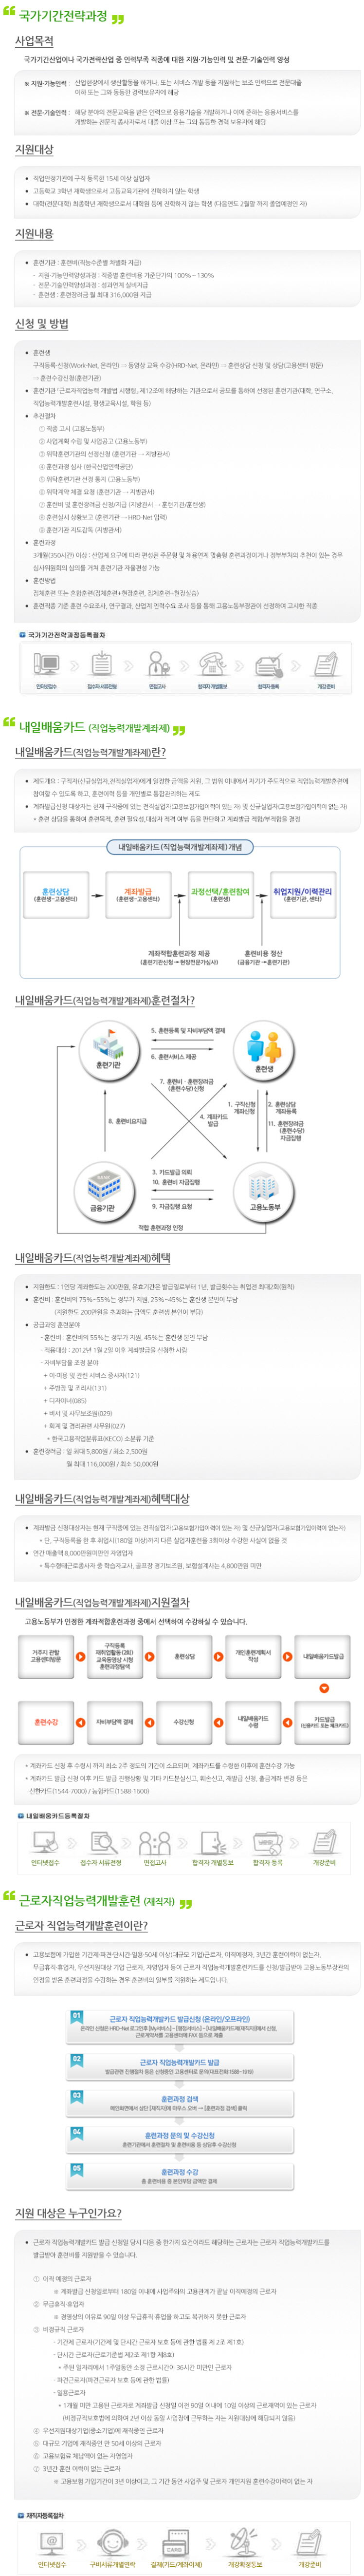 국가기간전략과정
사업목적
국가기간산업이나 국가전략산업 중 인력부족 직종에 대한 지원·기능인력 및 전문·기술인력 양성
※ 지원·기능인력 : 산업현장에서 생산활동을 하거나, 또는 서비스 개발 등을 지원하는 보조 인력으로 전문대졸
이하 또는 그와 동등한 경력보유자에 해당
※ 전문·기술인력 : 해당 분야의 전문교육을 받은 인력으로 응용기술을 개발하거나 이에 준하는 응용서비스를
개발하는 전문직 종사자로서 대졸 이상 또는 그와 동등한 경력 보유자에 해당
지원대상
직업안정기관에 구직 등록한 15세 이상 실업자
고등학교 3학년 재학생으로서 고등교육기관에 진학하지 않는 학생
대학(전문대학) 최종학년 재학생으로서 대학원 등에 진학하지 않는 학생 (다음연도 2월말 까지 졸업예정인 자)
지원내용
훈련기관 : 훈련비(직능수준별 차별화 지급)
- 지원·기능인력양성과정 : 직종별 훈련비용 기준단가의 100%~130%
- 전문·기술인력양성과정 : 성과연계 실비지급
- 훈련생 : 훈련장려금 월 최대 316,000원 지급
신청 및 방법
훈련생
구직등록·신청(Work-Net, 온라인) → 동영상 교육 수강(HRD-Net, 온라인) → 훈련상담 신청 및 상담(고용센터 방문)
→ 훈련수강신청(훈련기관)
훈련기관 「근로자직업능력 개발법 시행령」제12조에 해당하는 기관으로서 공모를 통하여 선정된 훈련기관(대학, 연구소,
직업능력개발훈련시설, 평생교육시설, 학원 등)
추진절차
① 직종 고시 (고용노동부)
② 사업계획 수립 및 사업공고 (고용노동부)
③ 위탁훈련기관의 선정신청 (훈련기관 → 지방관서)
④ 훈련과정 심사 (한국산업인력공단)
⑤ 위탁훈련기관 선정 통지 (고용노동부)
⑥ 위탁계약 체결 요청 (훈련기관 → 지방관서)
⑦ 훈련비 및 훈련장려금 신청/지급 (지방관서 → 훈련기관/훈련생)
⑧ 훈련실시 상황보고 (훈련기관 → HRD-Net 입력)
⑨ 훈련기관 지도감독 (지방관서)
훈련과정
3개월(350시간) 이상 : 산업계 요구에 따라 편성된 주문형 및 채용연계 맞춤형 훈련과정이거나 정부부처의 추천이 있는 경우
심사위원회의 심의를 거쳐 훈련기관 자율편성 가능
훈련방법
집체훈련 또는 혼합훈련(집체훈련+현장훈련, 집체훈련+현장실습)
훈련직종 기준 훈련 수요조사, 연구결과, 산업계 인력수요 조사 등을 통해 고용노동부장관이 선정하여 고시한 직종
국가기간전략과정등록절차
인터넷접수
접수자 서류전형
면접고사
합격자 개별통보
합격자 등록
개강준비
내일배움카드 (직업능력개발계좌제)
내일배움카드(직업능력개발계좌제)란?
제도개요 : 구직자(신규실업자,전직실업자)에게 일정한 금액을 지원, 그 범위 이내에서 자기가 주도적으로 직업능력개발훈련에
참여할 수 있도록 하고, 훈련이력 등을 개인별로 통합관리하는 제도
계좌발급신청 대상자는 현재 구직중에 있는 전직실업자(고용보험가입이력이 있는 자) 및 신규실업자(고용보험가입이력이 없는 자)
* 훈련 상담을 통하여 훈련목적, 훈련 필요성,대상자 적격 여부 등을 판단하고 계좌발급 적합/부적합을 결정
내일배움카드(직업능력개발계좌제)개념
훈련상담
(훈련생~고용센터)
계좌발급
(훈련생~고용센터)
과정선택/훈련참여
(훈련생)
취업지원/이력관리
(훈련기관, 센터)
계좌적합훈련과정 제공
(훈련기관신청→현장전문가심사)
훈련비용 정산
(금융기관→훈련기관)
내일배움카드(직업능력개발계좌제)훈련절차?
5. 훈련등록 및 자비부담액 결제
6. 훈련서비스 제공
훈련기관
훈련생
7. 훈련비 · 훈련장려금
(훈련수당)신청
4. 계좌카드
발급
1. 구직신청
계좌신청
2. 훈련상담
계좌등록
8. 훈련비요지급
11. 훈련장려금
(훈련수당)
지급집행
3. 카드발급 의뢰
10. 지급집행
9. 지급집행 요청
금융기관
고용노동부
적합 훈련과정 인정
내일배움카드(직업능력개발계좌제)혜택
지원한도 : 1인당 계좌한도는 200만원, 유효기간은 발급일로부터 1년, 발급횟수는 취업전 최대2회(원칙)
훈련비 : 훈련비의 75%~55%는 정부가 지원, 25%~45%는 훈련생 본인이 부담
(지원한도 200만원을 초과하는 금액도 훈련생 본인이 부담)
공급과잉 훈련분야
- 훈련비 : 훈련비의 55%는 정부가 지원, 45%는 훈련생 본인 부담
- 적용대상 : 2012년 1월 2일 이후 계좌발급을 신청한 사람
- 자비부담율 조정 분야
+ 이·미용 및 관련 서비스 종사자(121)
+ 주방장 및 조리사(131)
+ 디자이너(085)
+ 비서 및 사무보조원(029)
+ 회계 및 경리관련 사무원(027)
* 한국고용직업분류표(KECO) 소분류 기준
훈련장려금 : 일 최대 5,800원 / 최소 2,500원
월 최대 116,000원 / 최소 50,000원
내일배움카드(직업능력개발계좌제)혜택대상
계좌발급 신청대상자는 현재 구직중에 있는 전직실업자(고용보험가입이력이 있는 자) 및 신규실업자(고용보험가입이력이 없는자)
* 단, 구직등록을 한 후 취업사(180일 이상)까지 다른 실업자훈련을 3회이상 수강한 사실이 없을 것
연간 매출액 8,000만원미만인 자영업자
* 특수형태근로종사자 중 학습지교사, 골프장 경기보조원, 보험설계사는 4,800만원 미만
내일배움카드(직업능력개발계좌제)지원절차
고용노동부가 인정한 계좌적합훈련과정 중에서 선택하여 수강하실 수 있습니다.
거주지 관할
고용센터방문
구직등록
재취업활동 (2회)
교육동영상 시청
훈련과정탐색
훈련상담
개인훈련계획서
작성
내일배움카드발급
훈련수강
자비부담액 결제
수강신청
내일배움카드
수령
카드발급
(신용카드 또는 체크카드)
* 계좌카드 신청 후 수령시 까지 최소 2주 정도의 기간이 소요되며, 계좌카드를 수령한 이후에 훈련수강 가능
* 계좌카드 발급 신청 이후 카드 발급 진행상황 및 기타 카드분실신고, 훼손신고, 재발급 신청, 출금계좌 변경 등은
신한카드(1544-7000) / 농협카드(1588-1600)
내일배움카드등록절차
인터넷접수
접수자 서류전형
면접고사
합격자 개별통보
합격자 등록
개강준비
근로자직업능력개발훈련 (재직자)
근로자 직업능력개발훈련이란?
고용보험에 가입한 기간제·파견·단시간·일용·50세 이상(대규모 기업)근로자, 이직예정자, 3년간 훈련이력이 없는자,
무급휴직·휴업자, 우선지원대상 기업 근로자, 자영업자 등이 근로자 직업능력개발훈련카드를 신청/발급받아 고용노동부장관의
인정을 받은 훈련과정을 수강하는 경우 훈련비의 일부를 지원하는 제도입니다.
01
근로자 직업능력개발카드 발급신청 (온라인/오프라인)
02
근로자 직업능력개발카드 발급
03
훈련과정 검색
04
훈련과정 문의 및 수강신청
훈련기관에서 훈련절차 및 훈련비용 등 상담후 수강신청
05
훈련과정 수강
총 훈련비용 중 본인부담 금액만 결제
지원 대상은 누구인가요?
근로자 직업능력개발카드 발급 신청일 당시 다음 중 한가지 요건이라도 해당하는 근로자는 근로자 직업능력개발카드를
발급받아 훈련비를 지원받을 수 있습니다.
① 이직 예정의 근로자
※ 계좌발급 신청일로부터 180일 이내에 사업주와의 고용관계가 끝날 이직예정의 근로자
② 무급휴직·휴업자
※ 경영상의 이유로 90일 이상 무급휴직·휴업을 하고도 복귀하지 못한 근로자
③ 비정규직 근로자
- 기간제 근로자(기간제 및 단시간 근로자 보호 등에 관한 법률 제 2조 제1호)
- 단시간 근로자(근로기준법 제2조 제1항 제8호)
* 주된 일자리에서 1주일동안 소정 근로시간이 36시간 미만인 근로자
- 파견근로자(파견근로자 보호 등에 관한 법률)
- 일용근로자
* 1개월 미만 고용된 근로자로 계좌발급 신청일 이전 90일 이내에 10일 이상의 근로재역이 있는 근로자
(비정규직보호법에 의하여 2년 이상 동일 사업장에 근무하는 자는 지원대상에 해당되지 않음)
④ 우선지원대상기업(중소기업)에 재직중인 근로자
⑤ 대규모 기업에 재직중인 만 50세 이상의 근로자
⑥ 고용보험료 체납액이 없는 자영업자
⑦ 3년간 훈련 이력이 없는 근로자
※ 고용보험 가입기간이 3년 이상이고, 그 기간 동안 사업주 및 근로자 개인지원 훈련수강이력이 없는 자
재직자등록절차
인터넷접수
구비서류개별연락
결제(카드/계좌이체)
개강확정통보
개강준비